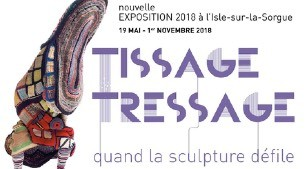 nouvelle
EXPOSITION 2018 à l'Isle-sur-la-Sorgue
19 MAI - 1er NOVEMBRE 2018
TISSAGE
TRESSAGE
quand la sculpture défile